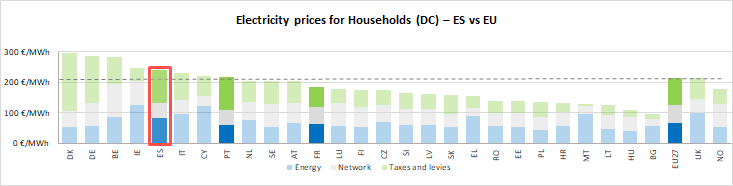 Electricity prices for Households (DC) – ES vs EU
300 €/MWh
200 €/MWh
100 €/MWh
0 €/MWh
DK DE BE IE ES IT CY PT NL SE AT FR LU FI CZ SI LV SK EL RO EE PL HR MT LT HU BG EU27 UK NO
Energy Network Taxes and levies